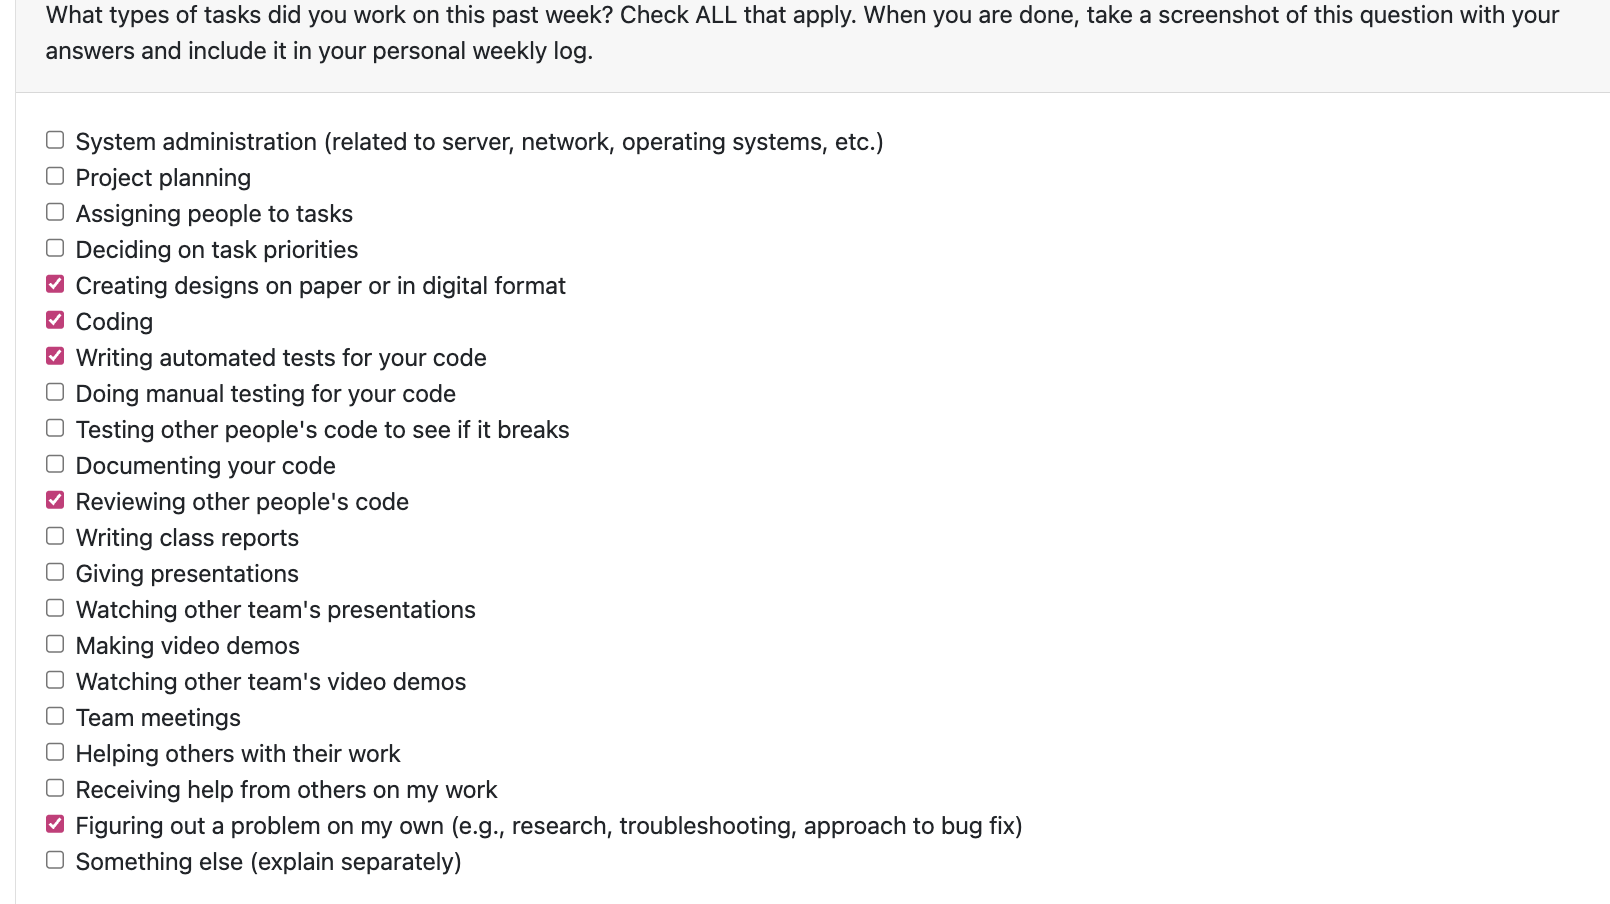 What types of tasks did you work on this past week? Check ALL that apply. When you are done, take a screenshot of this question with your
answers and include it in your personal weekly log.
System administration (related to server, network, operating systems, etc.)
Project planning
Assigning people to tasks
Deciding on task priorities
Creating designs on paper or in digital format
Coding
Writing automated tests for your code
Doing manual testing for your code
Testing other people's code to see if it breaks
Documenting your code
Reviewing other people's code
Writing class reports
Giving presentations
Watching other team's presentations
Making video demos
Watching other team's video demos
Team meetings
Helping others with their work
Receiving help from others on my work
Figuring out a problem on my own (e.g., research, troubleshooting, approach to bug fix)
Something else (explain separately)